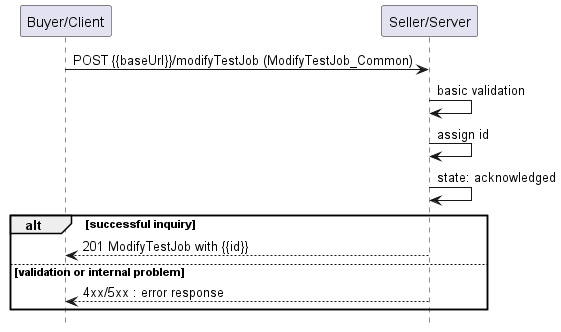 Buyer/Client
Seller/Server
POST {{baseUrl}}/modifyTestJob (ModifyTestJob_Common)
basic validation
assign id
state: acknowledged
alt [successful inquiry]
201 ModifyTestJob with {{id}}
[validation or internal problem]
4xx/5xx : error response